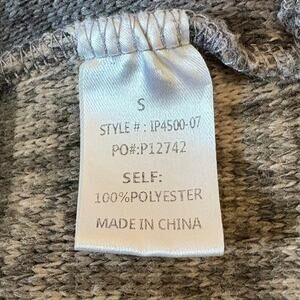 S
STYLE # : IP4500-07
PO#:P12742
SELF:
100%POLYESTER
MADE IN CHINA